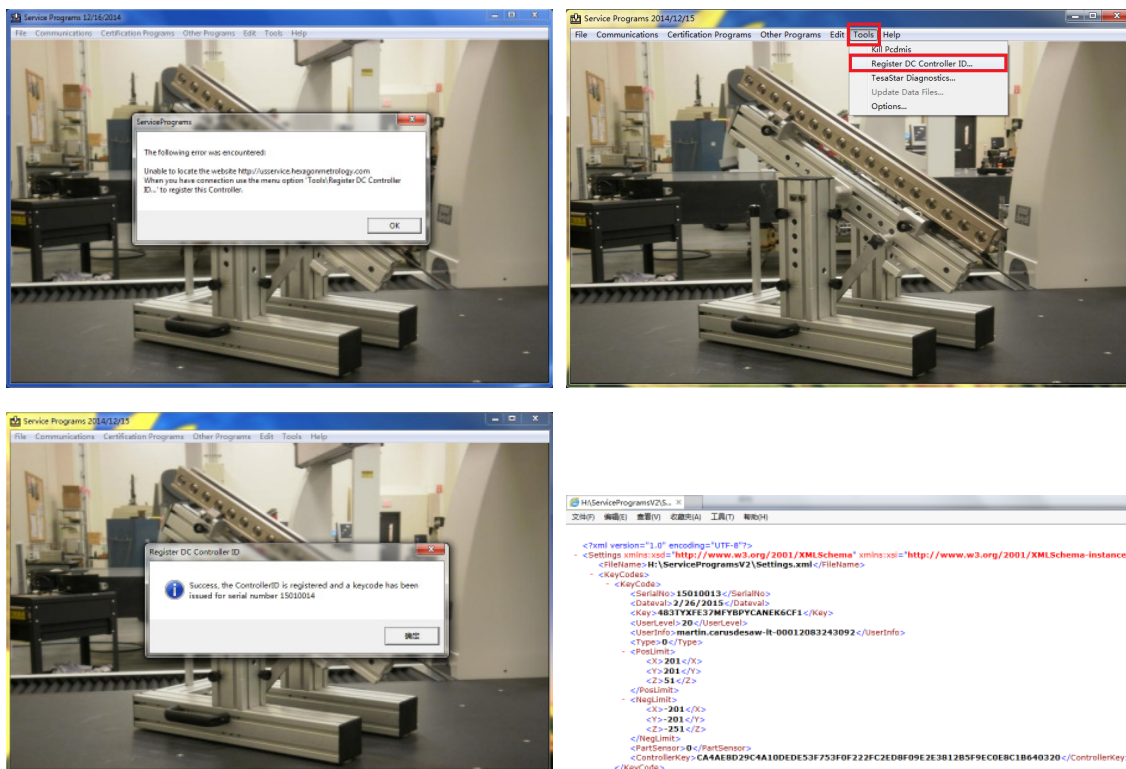 Service Programs 12/16/2014
File Communications Certification Programs Other Programs Edit Tools Help
ServicePrograms
The following error was encountered:
Unable to locate the website http://usservice.hexagonmetrology.com
When you have connection use the menu option 'Tools\Register DC Controller
ID...' to register this Controller.
OK
Service Programs 2014/12/15
File Communications Certification Programs Other Programs Edit Tools Help
Kill Pcdmis
Register DC Controller ID...
TesaStar Diagnostics...
Update Data Files...
Options...
Service Programs 2014/12/15
File Communications Certification Programs Other Programs Edit Tools Help
Register DC Controller ID
Success, the ControllerID is registered and a keycode has been
issued for serial number 15010014
确定
H:\ServiceProgramsV2\S...
文件(F) 编辑(E) 查看(V) 收藏夹(A) 工具(T) 帮助(H)
<?xml version="1.0" encoding="UTF-8"?>
- <Settings xmlns:xsd="http://www.w3.org/2001/XMLSchema" xmlns:xsi="http://www.w3.org/2001/XMLSchema-instance
<FileName>H:\ServiceProgramsV2\Settings.xml</FileName>
- <KeyCodes>
- <KeyCode>
<SerialNo>15010013</SerialNo>
<Dateval>2/26/2015</Dateval>
<Key>483TYXFE37MFYBPYCANEK6CF1</Key>
<UserLevel>20</UserLevel>
<UserInfo>martin.carusdesaw-lt-00012083243092</UserInfo>
<Type>0</Type>
- <PosLimit>
<X>201</X>
<Y>201</Y>
<Z>51</Z>
</PosLimit>
- <NegLimit>
<X>-201</X>
<Y>-201</Y>
<Z>-251</Z>
</NegLimit>
<PartSensor>0</PartSensor>
<ControllerKey>CA4AE8D29C4A10DEDE53F753F0F222FC2ED8F09E2E3812B5F9EC0E8C1B640320</ControllerKey>
</KeyCode>